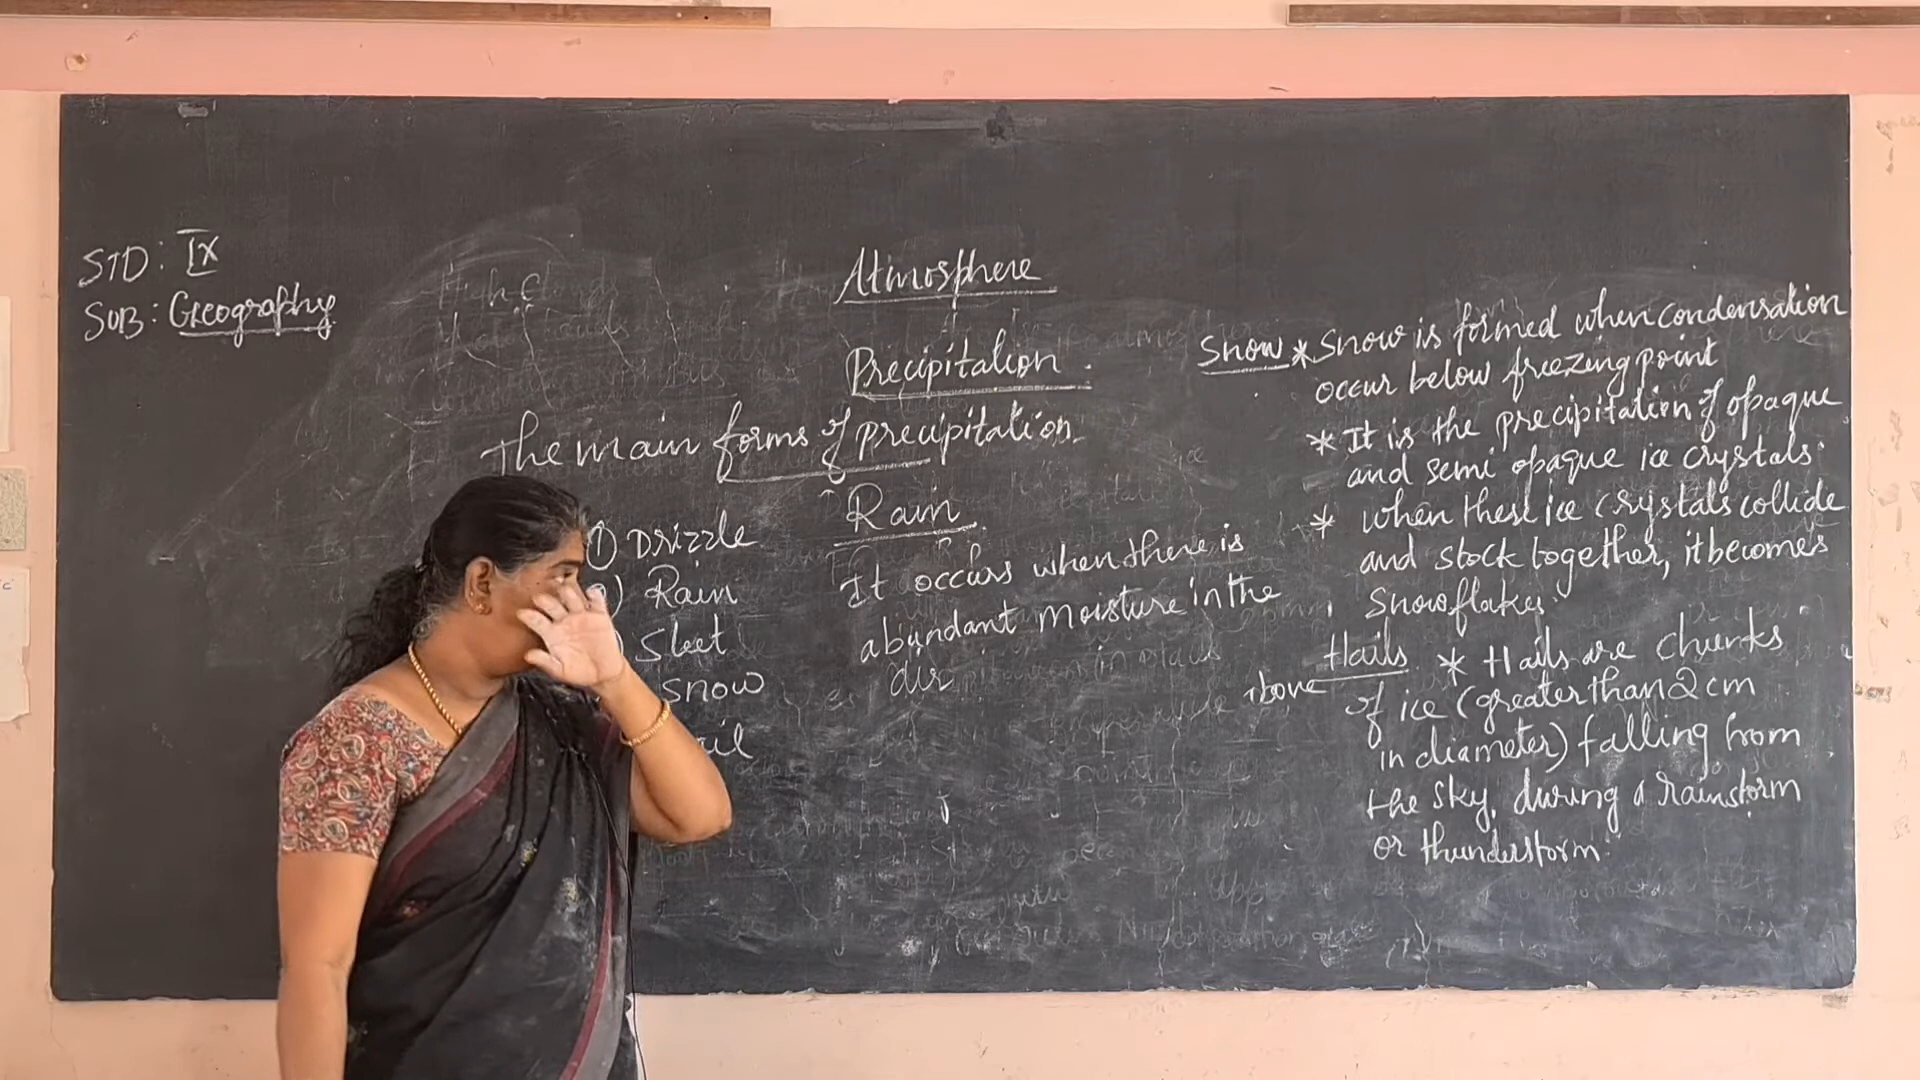 STD: IX
SUB: Geography
Atmosphere
Precipitation
The main forms of precipitation
① Drizzle
Rain
Sleet
Snow
Rain
It occurs when there is
abundant moisture in the
air
Snow * Snow is formed when condensation
occur below freezing point
* It is the precipitation of opaque
and semi opaque ice crystals.
* when these ice crystals collide
and stock together, it becomes
Snowflakes.
Hails * Hails are chunks
of ice (greater than 2 cm
in diameter) falling from
the sky, during a rainstorm
or thunderstorm.